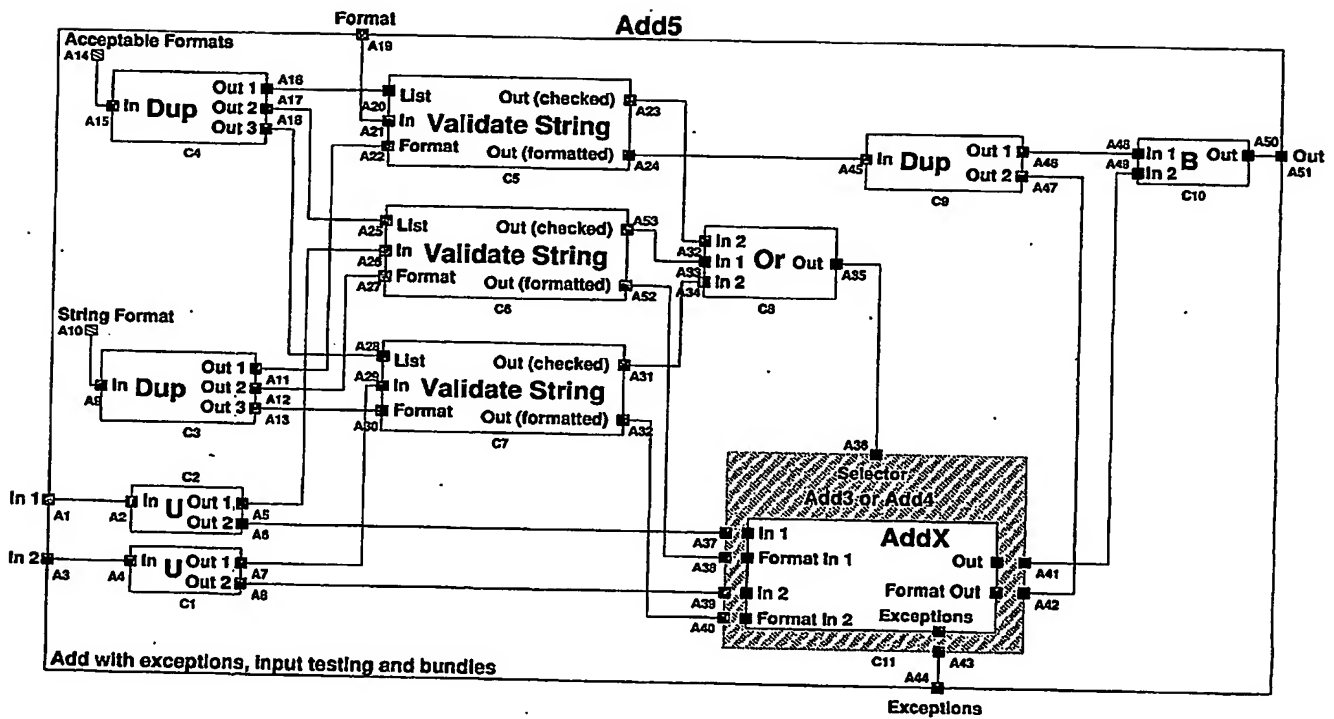 Add5
Format
A19
Acceptable Formats
A14
In Dup Out 1
Out 2
Out 3
A15
A16
A17
A18
C4
List Out (checked)
In Validate String
Format Out (formatted)
A20
A21
A22
A23
A24
C5
In Dup Out 1
Out 2
A45
A46
A47
C9
In 1 B Out
In 2
A48
A49
C10
A50
Out
A51
List Out (checked)
In Validate String
Format Out (formatted)
A25
A26
A27
A53
A52
C6
In 2
In 1 Or Out
In 2
A32
A33
A34
A35
C8
String Format
A10
In Dup Out 1
Out 2
Out 3
A9
A11
A12
A13
C3
List Out (checked)
In Validate String
Format Out (formatted)
A28
A29
A30
A31
A32
C7
C2
In 1
A1
A2
In U Out 1
Out 2
A5
A6
In 2
A3
A4
In U Out 1
Out 2
A7
A8
C1
A36
Selector
Add3 or Add4
AddX
In 1
Format In 1
In 2
Format In 2
Out
Format Out
Exceptions
A37
A38
A39
A40
A41
A42
C11
A43
A44
Exceptions
Add with exceptions, input testing and bundles